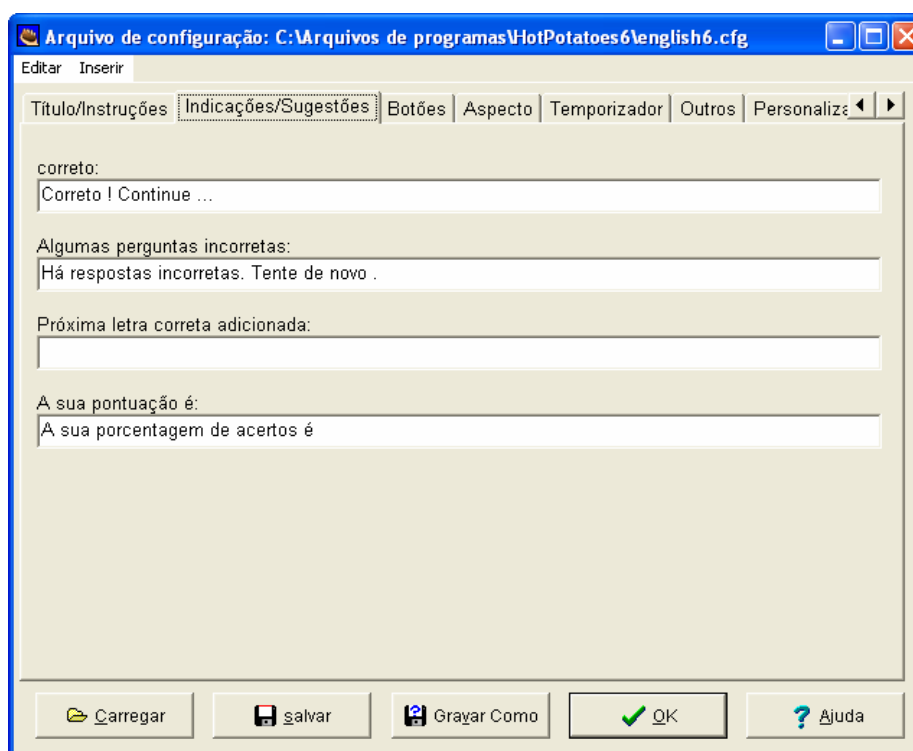 Arquivo de configuração: C:\Arquivos de programas\HotPotatoes6\english6.cfg
Editar Inserir
Título/Instruções Indicações/Sugestões Botões Aspecto Temporizador Outros Personaliza
correto:
Correto ! Continue ...
Algumas perguntas incorretas:
Há respostas incorretas. Tente de novo .
Próxima letra correta adicionada:
A sua pontuação é:
A sua porcentagem de acertos é
Carregar salvar Gravar Como OK Ajuda